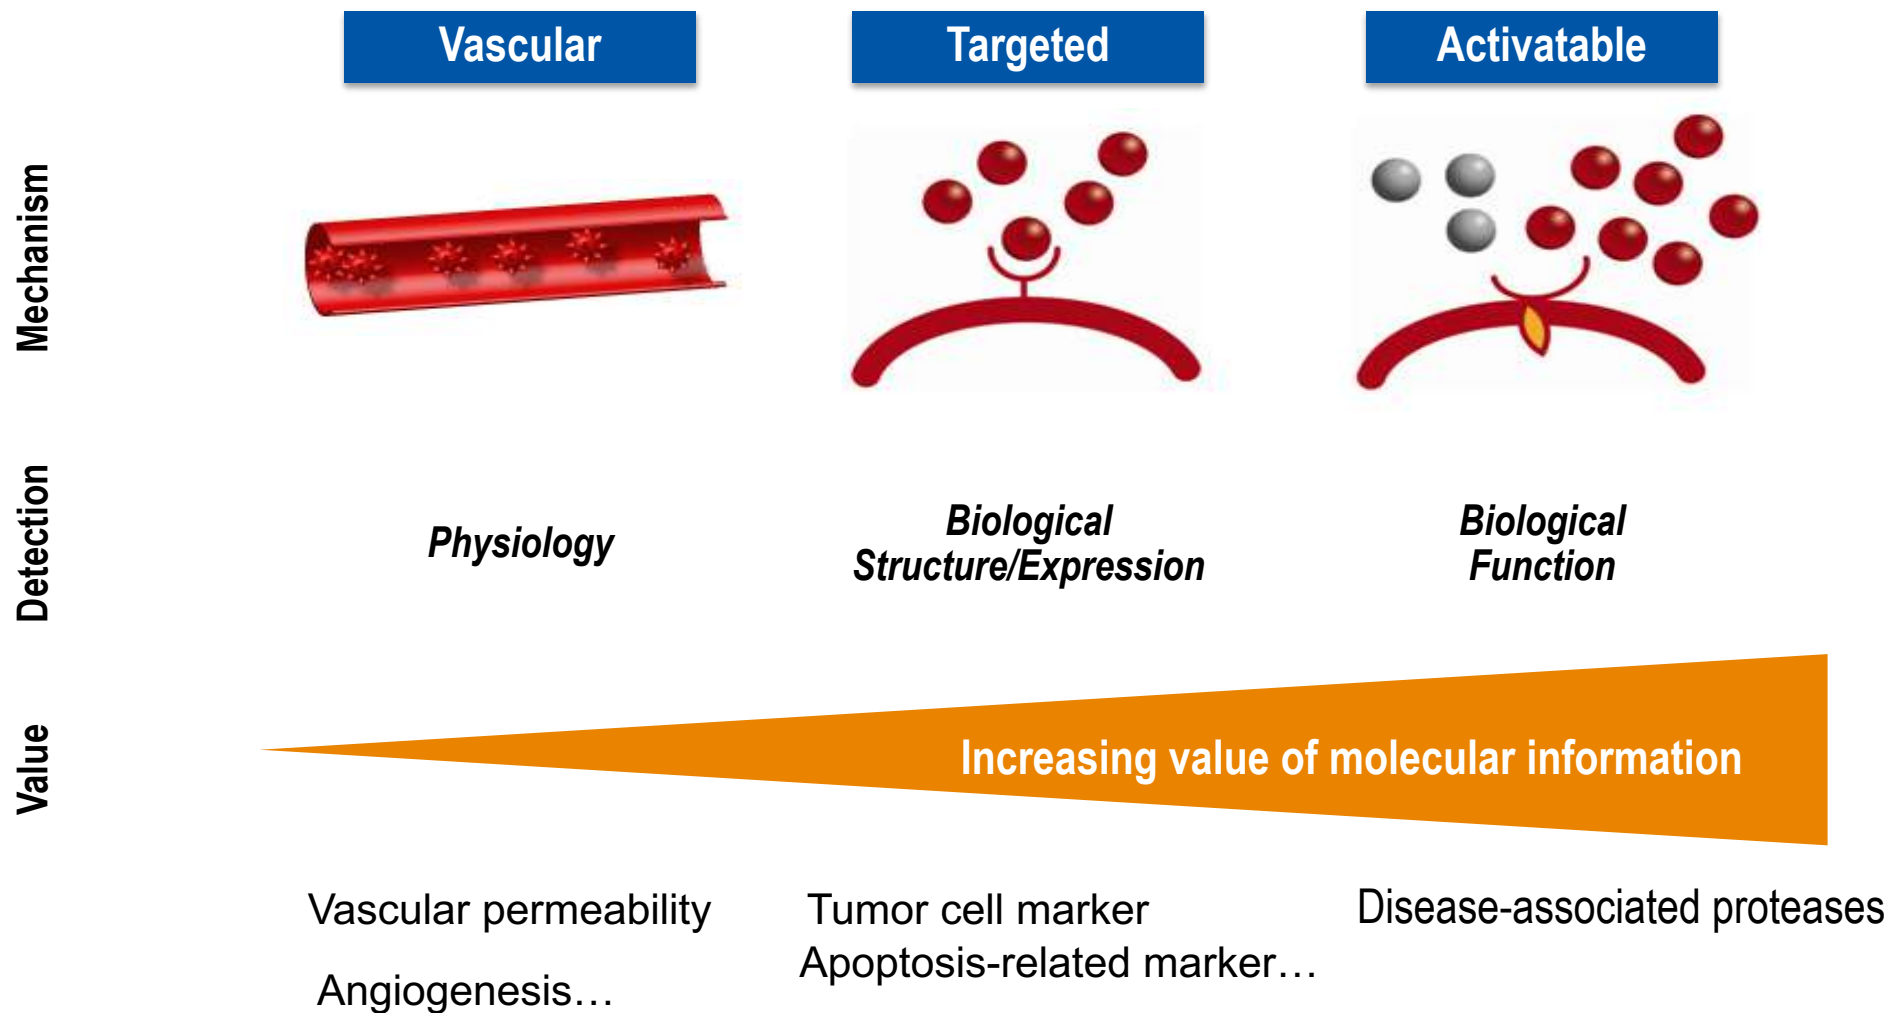 Vascular
Targeted
Activatable
Mechanism
Detection
Physiology
Biological
Structure/Expression
Biological
Function
Value
Increasing value of molecular information
Vascular permeability
Angiogenesis…
Tumor cell marker
Apoptosis-related marker…
Disease-associated proteases